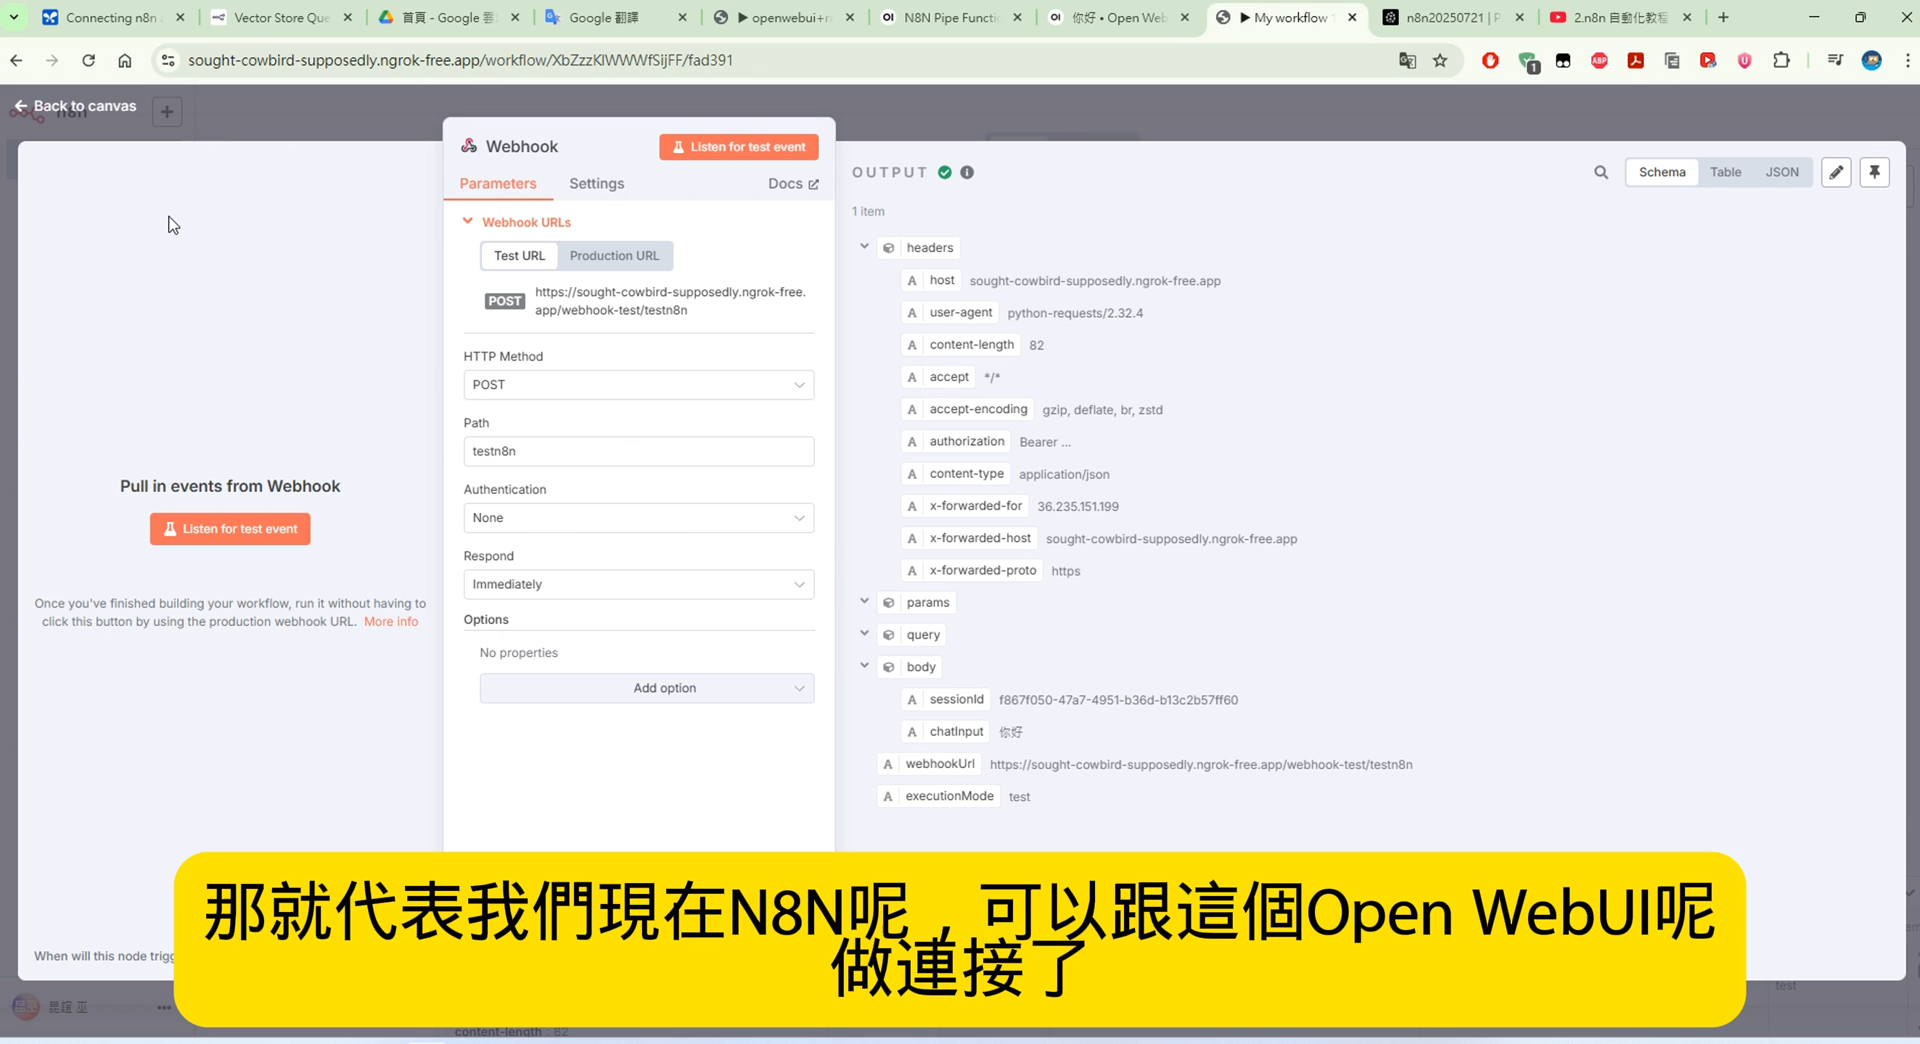 Connecting n8n
Vector Store Que
首頁 - Google 雲
Google 翻譯
▶ openwebui+r
N8N Pipe Functi
你好 • Open Web
▶ My workflow
n8n20250721 | P
2.n8n 自動化教程
sought-cowbird-supposedly.ngrok-free.app/workflow/XbZzzKlWWWfSijFF/fad391
1
ABP
Back to canvas
n8n
Webhook
Listen for test event
Parameters
Settings
Docs
Webhook URLs
Test URL
Production URL
POST
https://sought-cowbird-supposedly.ngrok-free.
app/webhook-test/testn8n
HTTP Method
POST
Path
testn8n
Authentication
None
Respond
Immediately
Options
No properties
Add option
Pull in events from Webhook
Listen for test event
Once you've finished building your workflow, run it without having to
click this button by using the production webhook URL. More info
When will this node trigg
OUTPUT
Schema
Table
JSON
1 item
headers
A host sought-cowbird-supposedly.ngrok-free.app
A user-agent python-requests/2.32.4
A content-length 82
A accept */*
A accept-encoding gzip, deflate, br, zstd
A authorization Bearer ...
A content-type application/json
A x-forwarded-for 36.235.151.199
A x-forwarded-host sought-cowbird-supposedly.ngrok-free.app
A x-forwarded-proto https
params
query
body
A sessionId f867f050-47a7-4951-b36d-b13c2b57ff60
A chatInput 你好
A webhookUrl https://sought-cowbird-supposedly.ngrok-free.app/webhook-test/testn8n
A executionMode test
那就代表我們現在N8N呢，可以跟這個Open WebUI呢
做連接了
test
content-length : 82